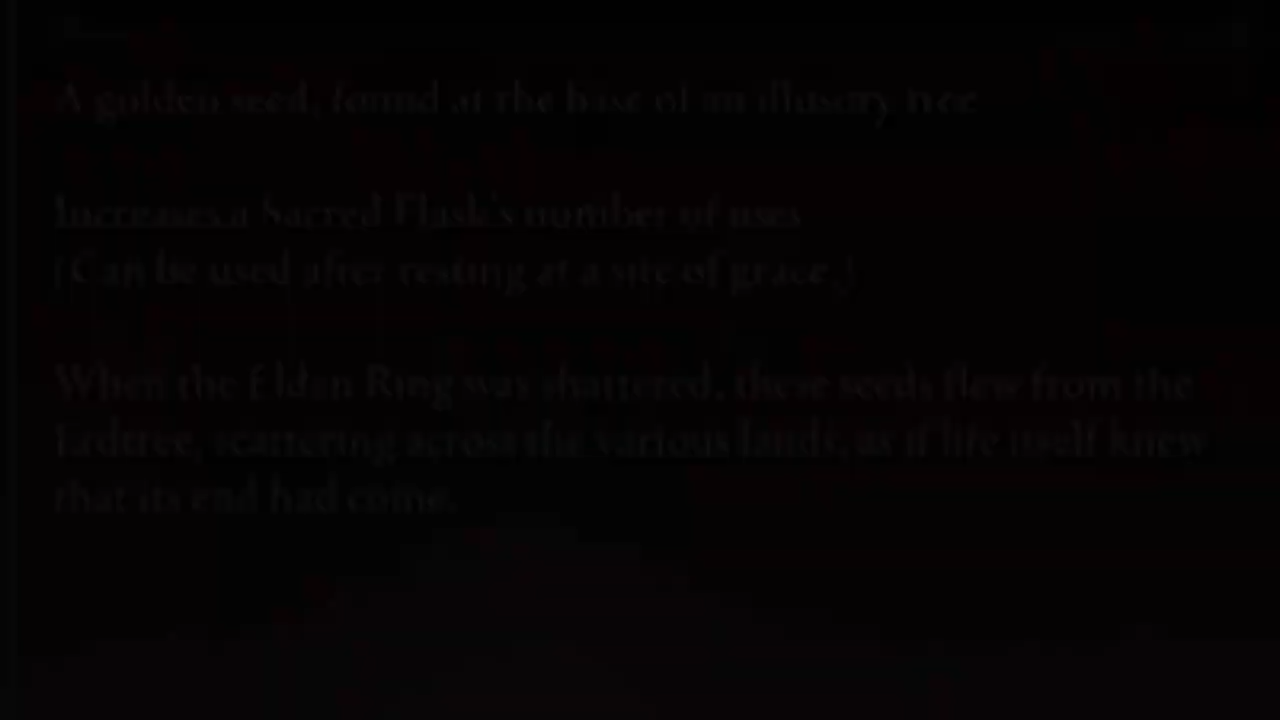 A golden seed, found at the base of an illusory tree
Increases a Sacred Flask's number of uses
(Can be used after resting at a site of grace.)
When the Elden Ring was shattered, these seeds flew from the
Erdtree, scattering across the various lands, as if life itself knew
that its end had come.